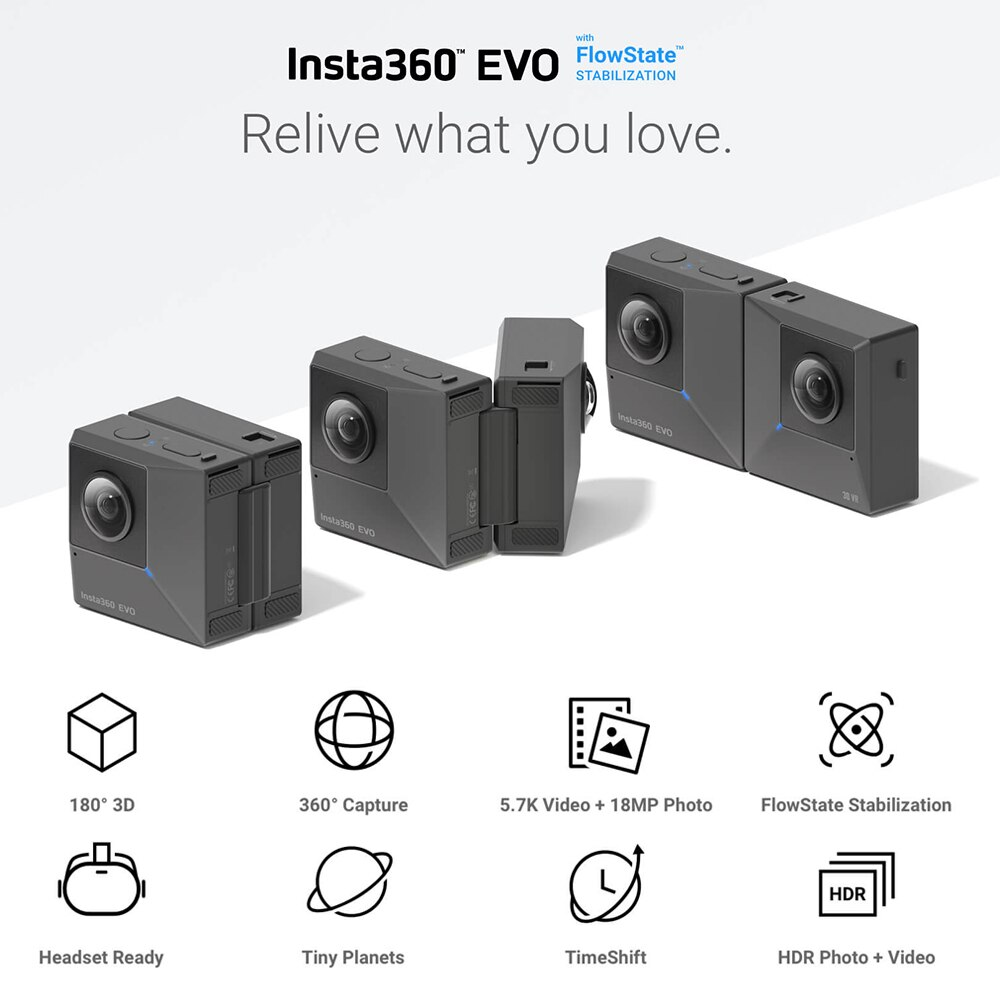 Insta360™ EVO
with
FlowState™
STABILIZATION
Relive what you love.
Insta360 EVO
Insta360 EVO
Insta360 EVO
3D VR
180° 3D
360° Capture
5.7K Video + 18MP Photo
FlowState Stabilization
HDR
Headset Ready
Tiny Planets
TimeShift
HDR Photo + Video